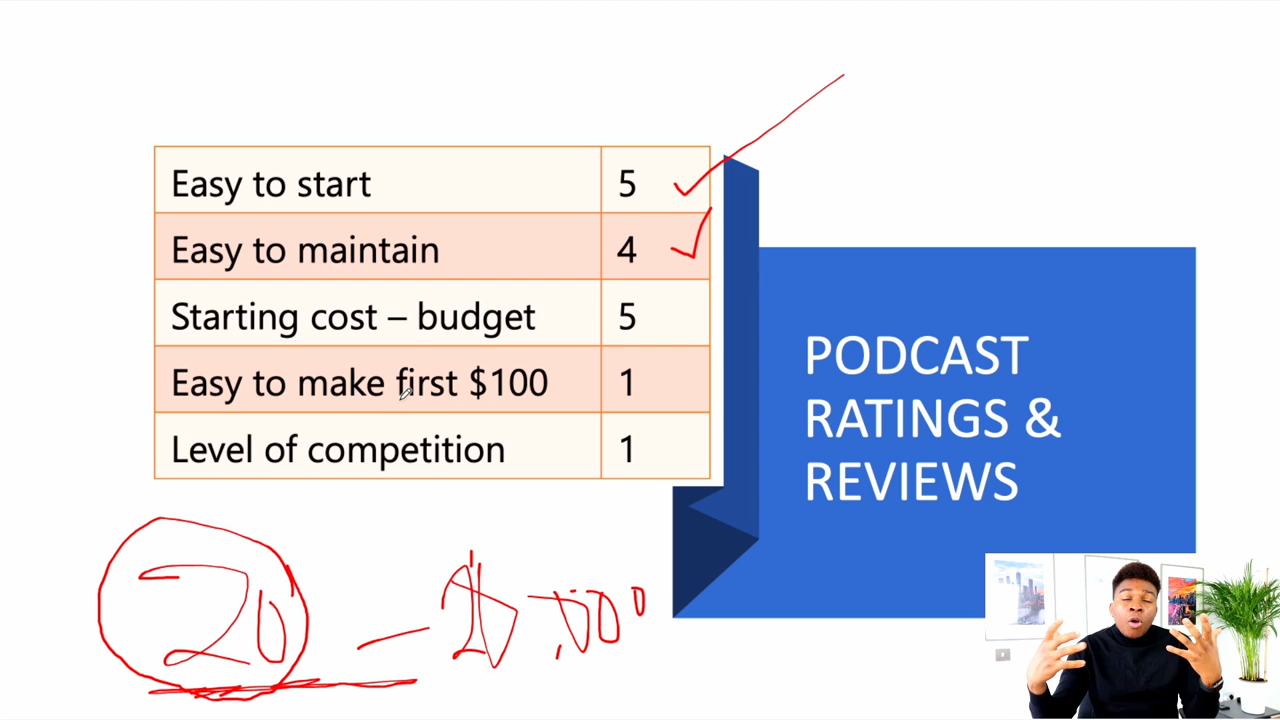 Easy to start 5
Easy to maintain 4
Starting cost – budget 5
Easy to make first $100 1
Level of competition 1
PODCAST
RATINGS &
REVIEWS
20